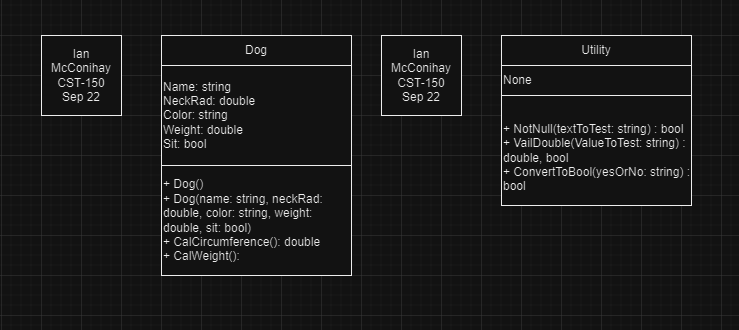 Ian
McConihay
CST-150
Sep 22
Dog
Name: string
NeckRad: double
Color: string
Weight: double
Sit: bool
+ Dog()
+ Dog(name: string, neckRad:
double, color: string, weight:
double, sit: bool)
+ CalCircumference(): double
+ CalWeight():
Ian
McConihay
CST-150
Sep 22
Utility
None
+ NotNull(textToTest: string) : bool
+ VailDouble(ValueToTest: string) :
double, bool
+ ConvertToBool(yesOrNo: string) :
bool